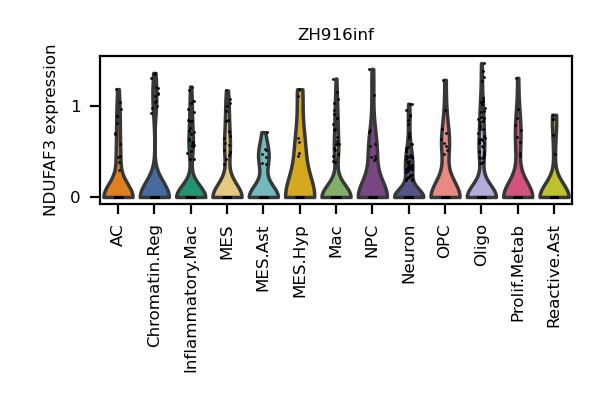 ZH916inf
NDUFAF3 expression
1
0
AC
Chromatin.Reg
Inflammatory.Mac
MES
MES.Ast
MES.Hyp
Mac
NPC
Neuron
OPC
Oligo
Prolif.Metab
Reactive.Ast